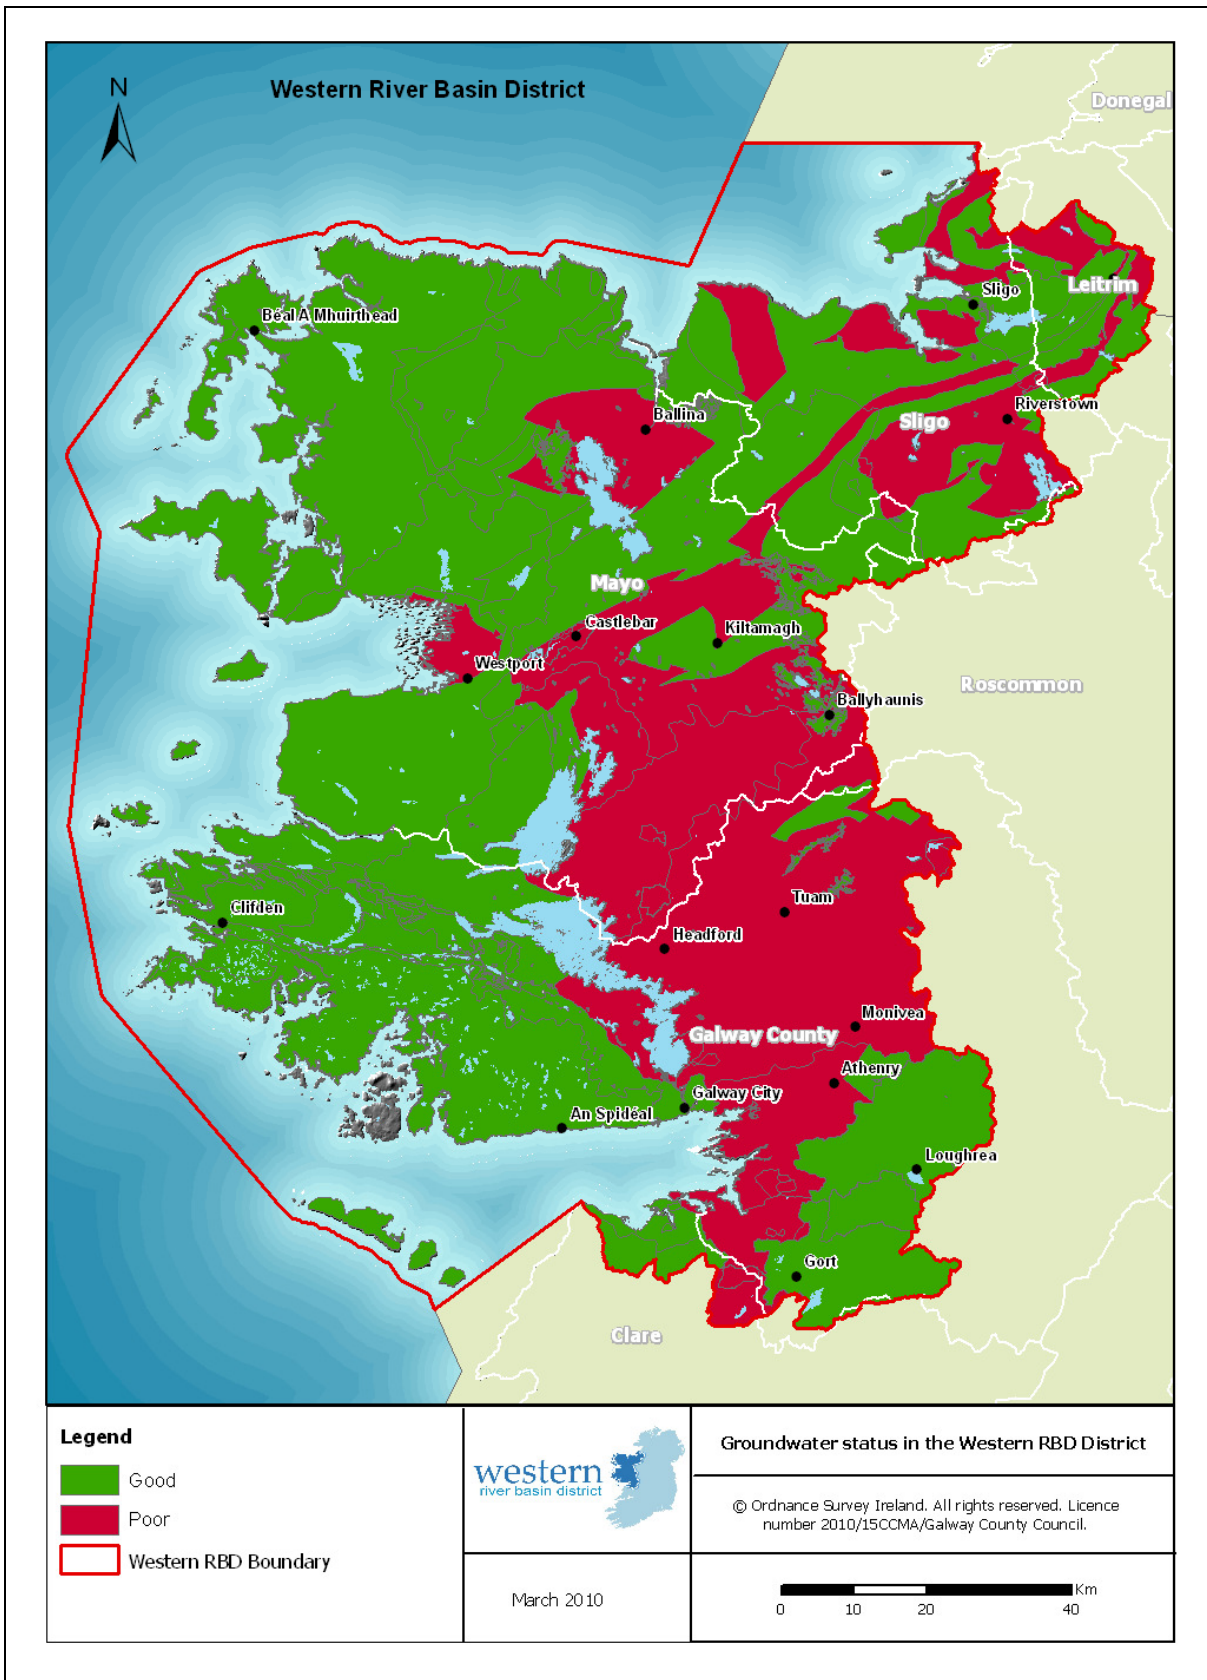 Western River Basin District
N
Donegal
Leitrim
Sligo
Béal A Mhuirthead
Riverstown
Ballina
Sligo
Mayo
Castlebar
Kiltamagh
Westport
Roscommon
Ballyhaunis
Tuam
Clifden
Headford
Monivea
Galway County
Athenry
Galway City
An Spidéal
Loughrea
Gort
Clare
Legend
Good
Poor
Western RBD Boundary
western
river basin district
March 2010
Groundwater status in the Western RBD District
© Ordnance Survey Ireland. All rights reserved. Licence
number 2010/15CCMA/Galway County Council.
Km
0 10 20 40